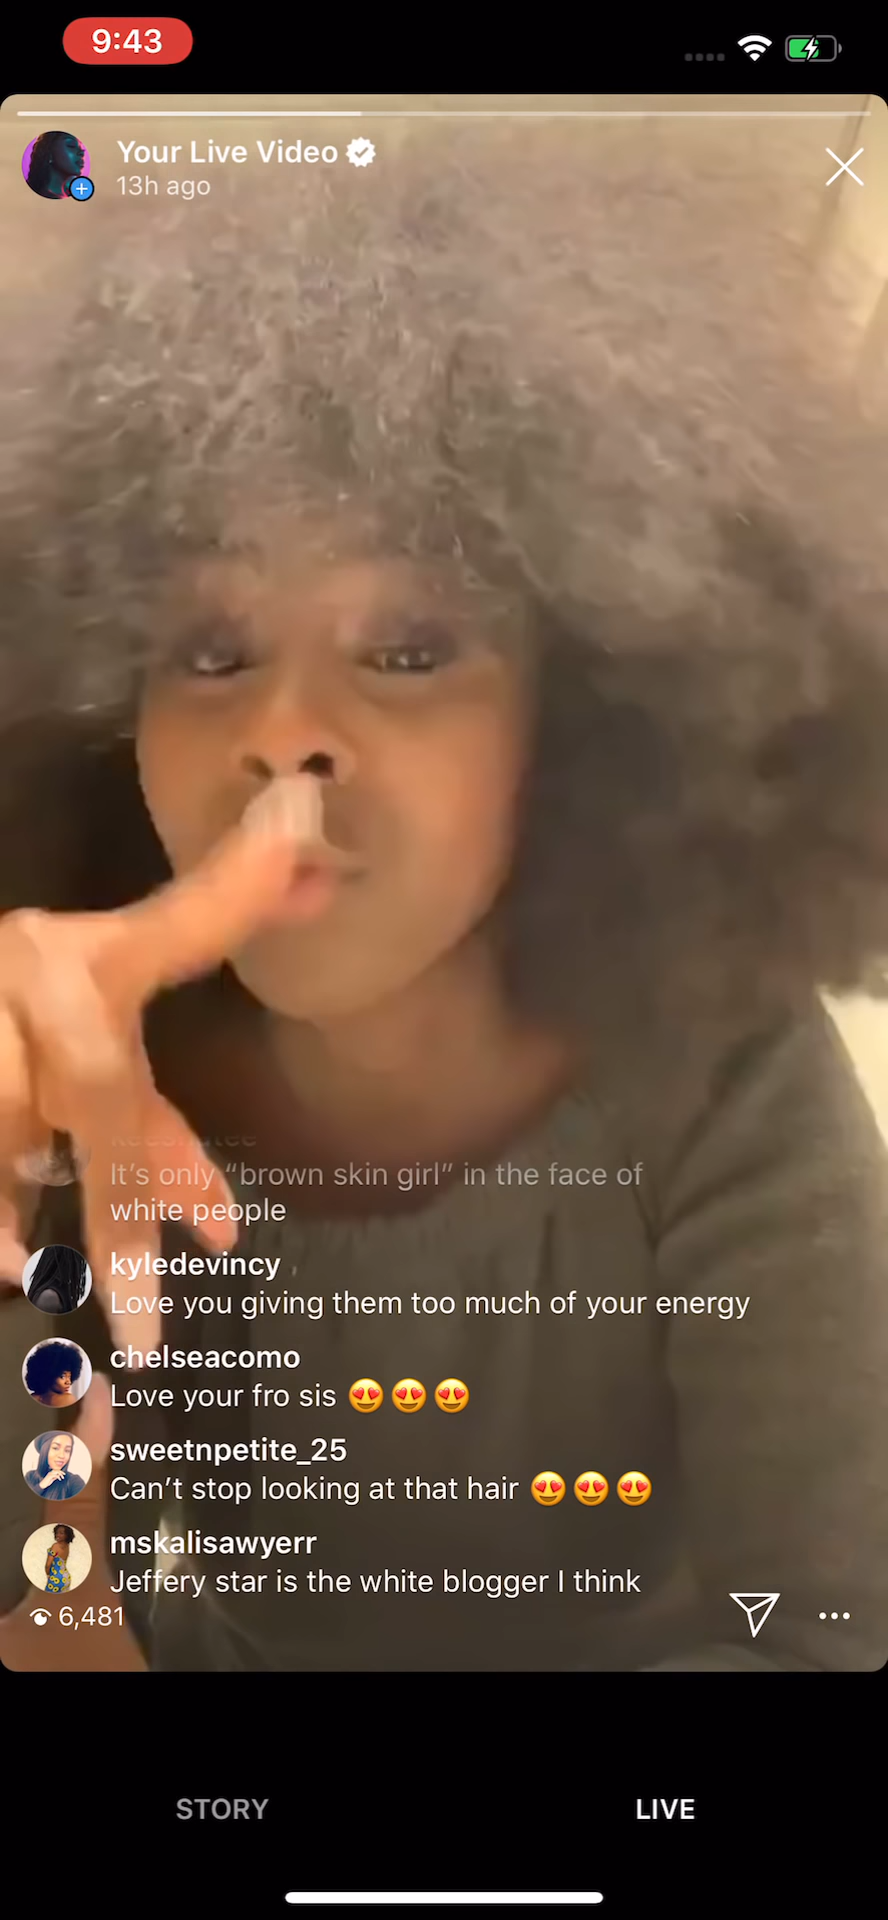 9:43
Your Live Video
13h ago
It's only “brown skin girl” in the face of
white people
kyledevincy
Love you giving them too much of your energy
chelseacomo
Love your fro sis 😍😍😍
sweetnpetite_25
Can't stop looking at that hair 😍😍😍
mskalisawyerr
Jeffery star is the white blogger I think
6,481
STORY
LIVE